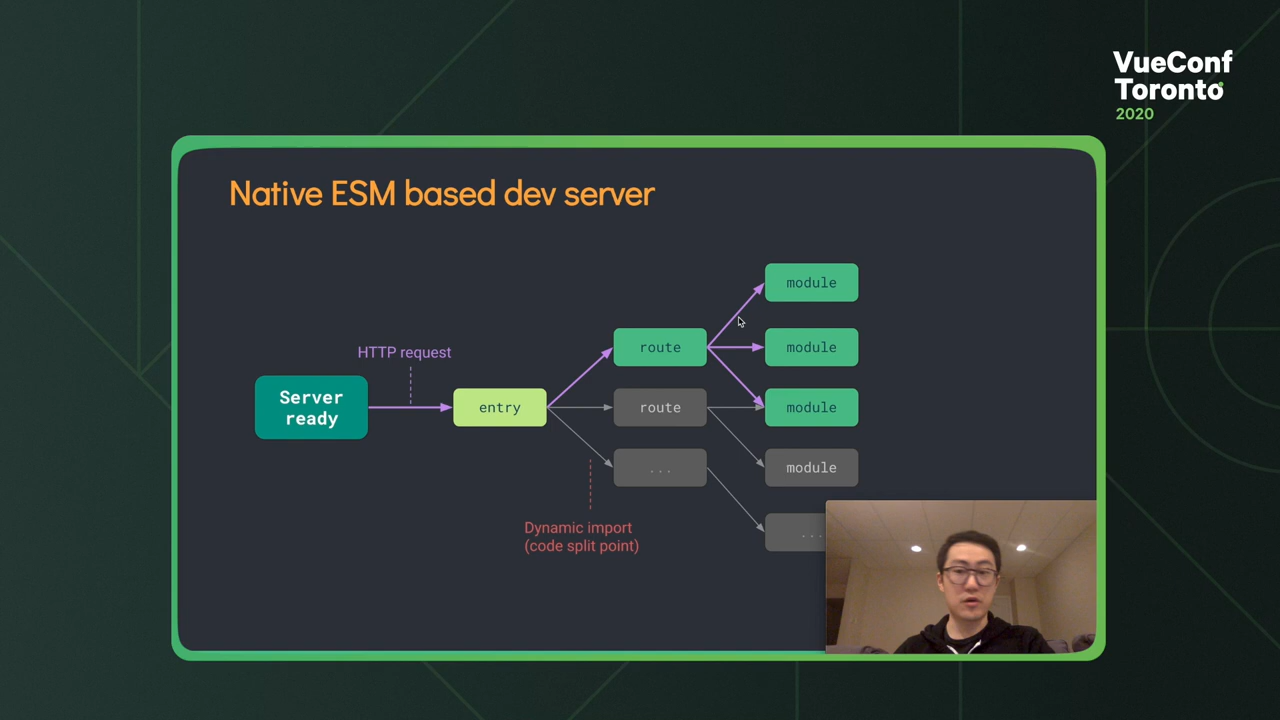 VueConf
Toronto
2020
Native ESM based dev server
module
HTTP request
route
module
Server
ready
entry
route
module
...
module
Dynamic import
(code split point)
...